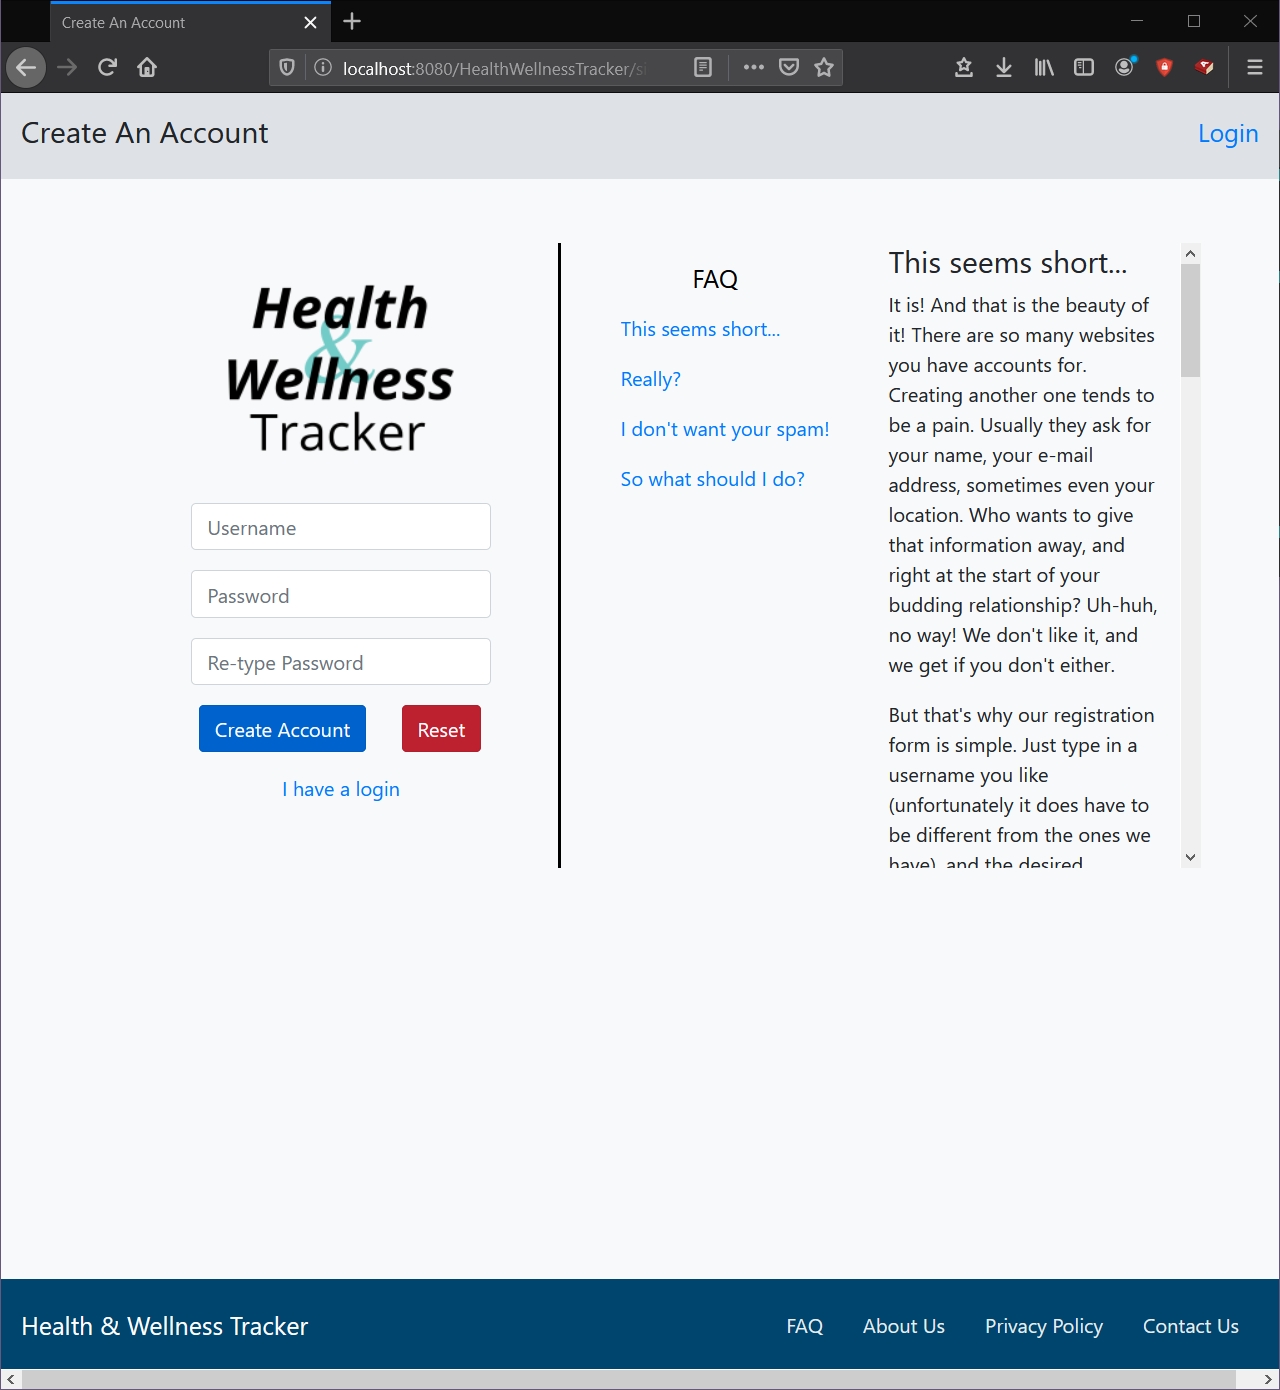 Create An Account
localhost:8080/HealthWellnessTracker/si
Create An Account
Login
Health
&
Wellness
Tracker
Username
Password
Re-type Password
Create Account
Reset
I have a login
FAQ
This seems short...
Really?
I don't want your spam!
So what should I do?
This seems short...
It is! And that is the beauty of
it! There are so many websites
you have accounts for.
Creating another one tends to
be a pain. Usually they ask for
your name, your e-mail
address, sometimes even your
location. Who wants to give
that information away, and
right at the start of your
budding relationship? Uh-huh,
no way! We don't like it, and
we get if you don't either.
But that's why our registration
form is simple. Just type in a
username you like
(unfortunately it does have to
be different from the ones we
have), and the desired
Health & Wellness Tracker
FAQ
About Us
Privacy Policy
Contact Us